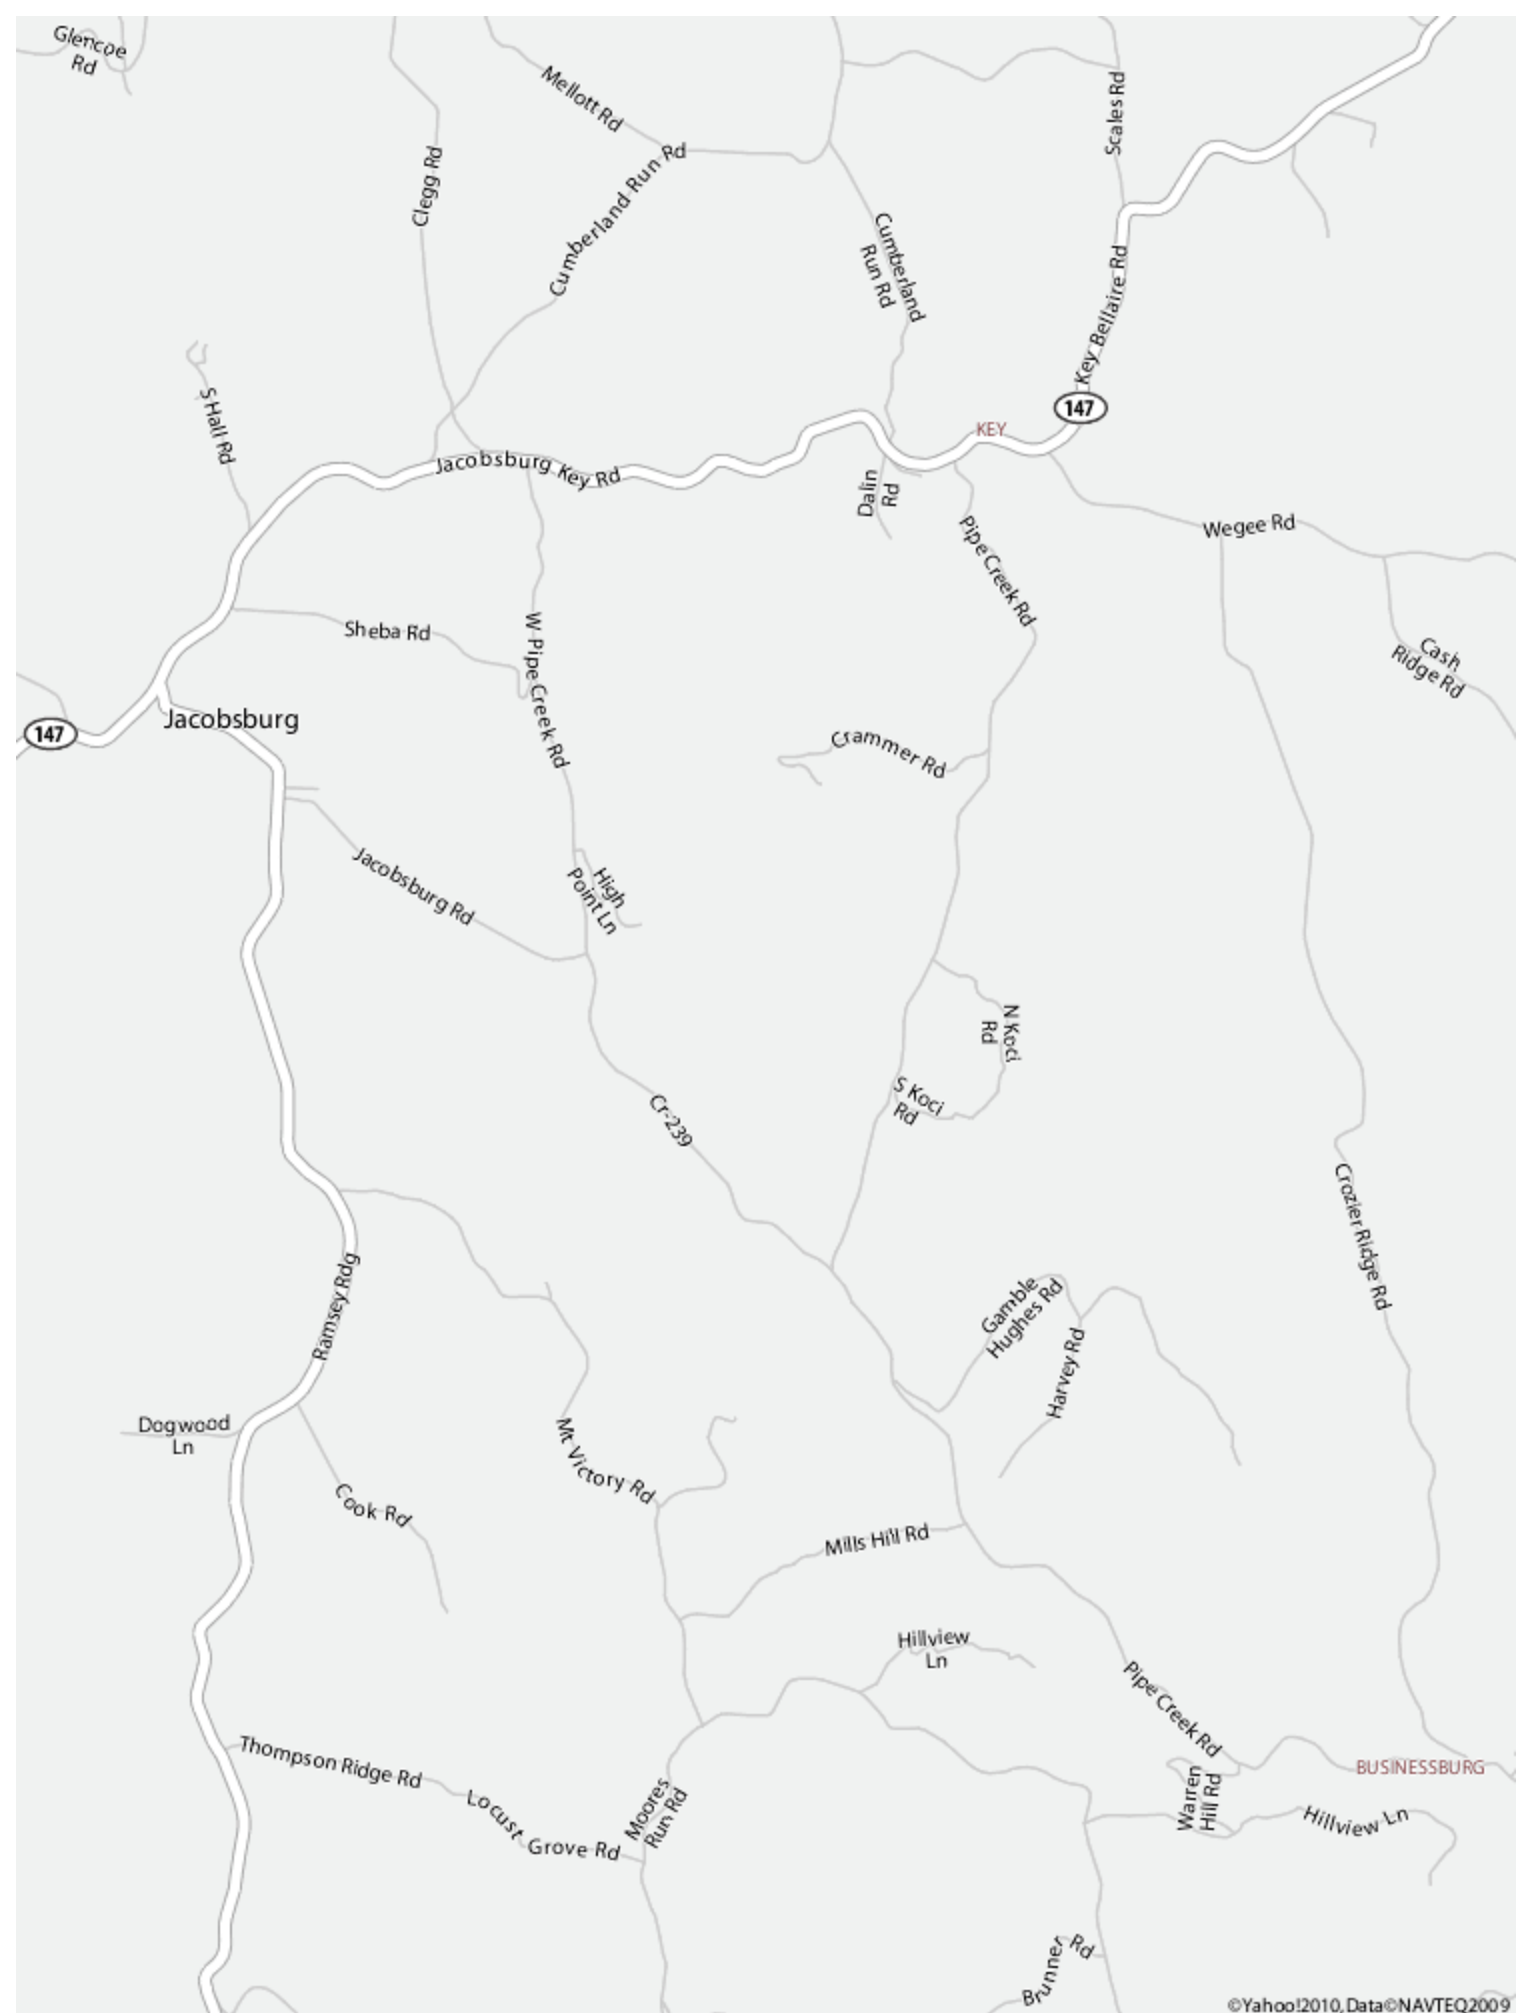 Glencoe
Rd
Mellott Rd
Scales Rd
Clegg Rd
Cumberland Run Rd
Cumberland
Run Rd
Key Bellaire Rd
S Hall Rd
147
KEY
Jacobsburg Key Rd
Dalin
Rd
Pipe Creek Rd
Wegee Rd
Sheba Rd
W Pipe Creek Rd
Cash
Ridge Rd
Jacobsburg
147
Crammer Rd
Jacobsburg Rd
High
Point Ln
N Koci
Rd
S Koci
Rd
Cr-239
Crozier Ridge Rd
Ramsey Rdg
Gamble
Hughes Rd
Harvey Rd
Dogwood
Ln
Mt Victory Rd
Cook Rd
Mills Hill Rd
Hillview
Ln
Pipe Creek Rd
Thompson Ridge Rd
BUSINESSBURG
Locust Grove Rd
Moores
Run Rd
Warren
Hill Rd
Hillview Ln
Brunner Rd
©Yahoo!2010, Data©NAVTEQ2009